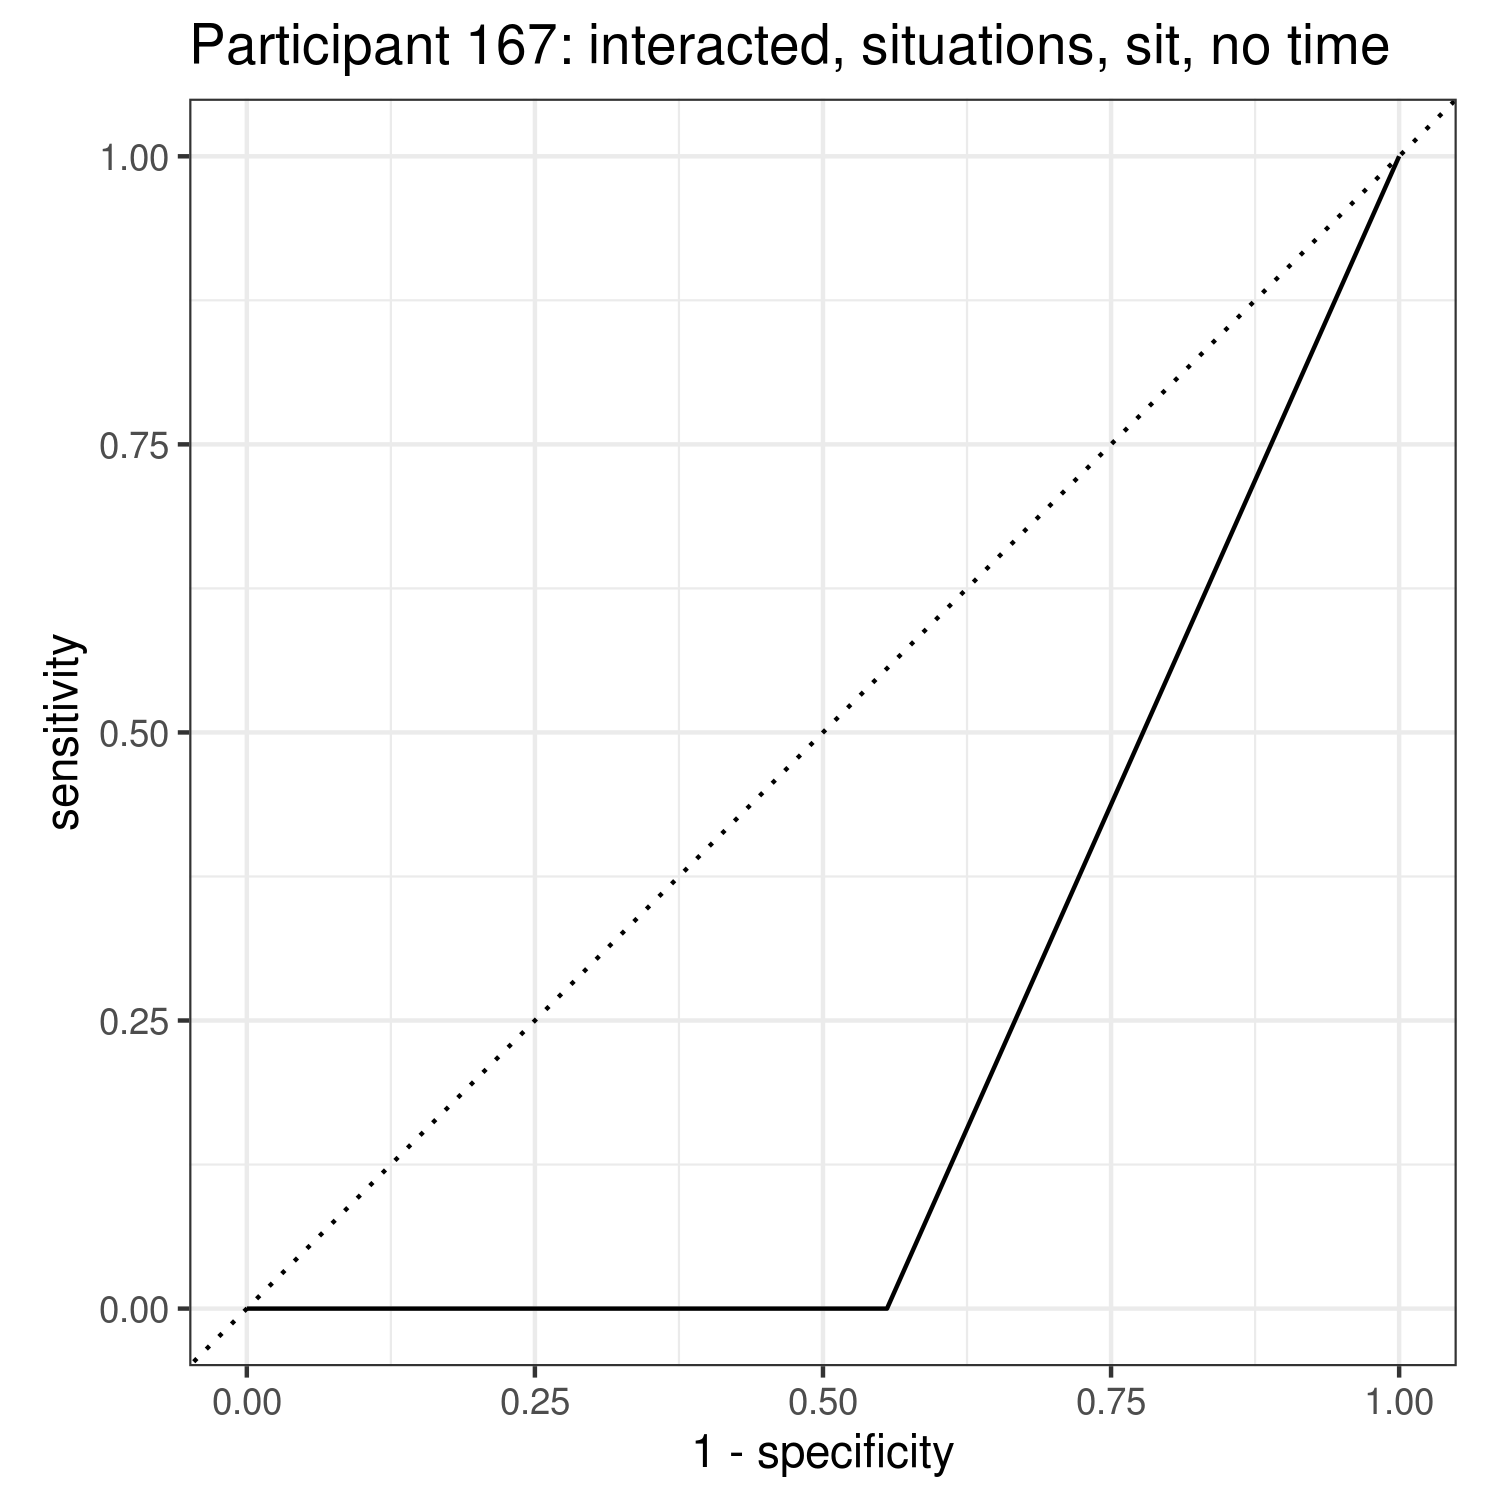 Participant 167: interacted, situations, sit, no time
1.00
0.75
0.50
0.25
0.00
sensitivity
0.00 0.25 0.50 0.75 1.00
1 - specificity